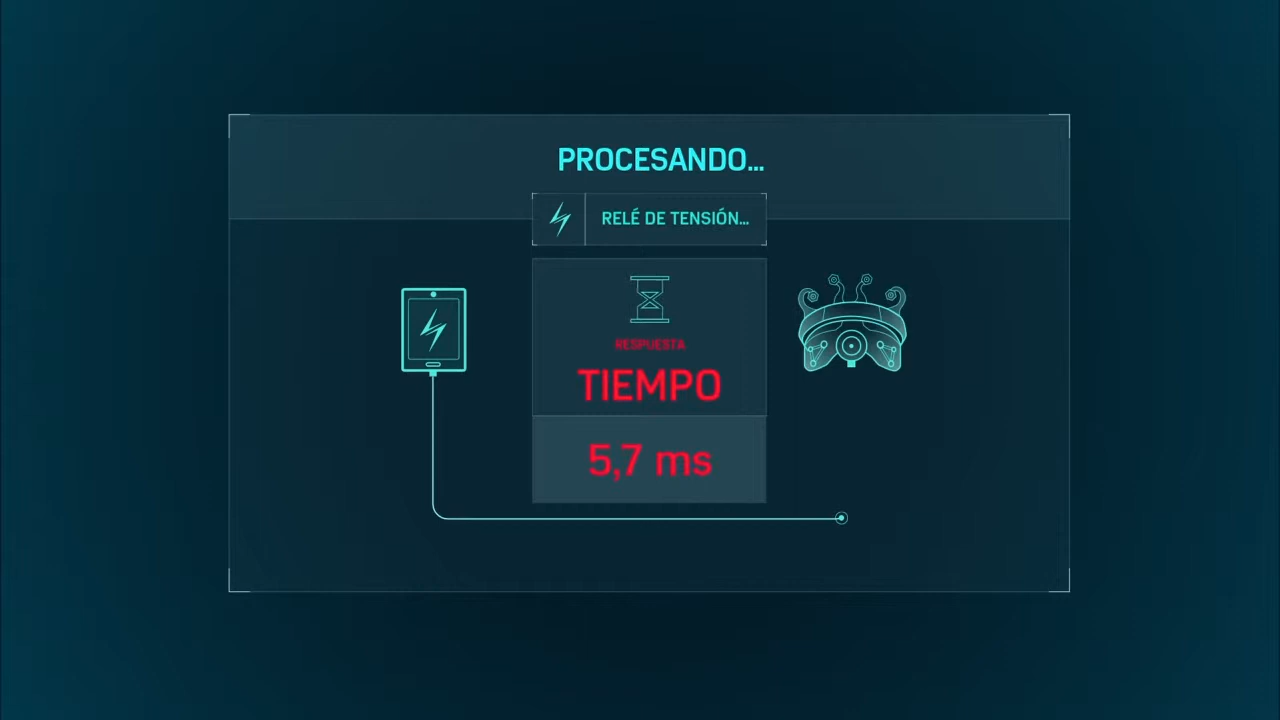 PROCESANDO...
RELÉ DE TENSIÓN...
RESPUESTA
TIEMPO
5,7 ms